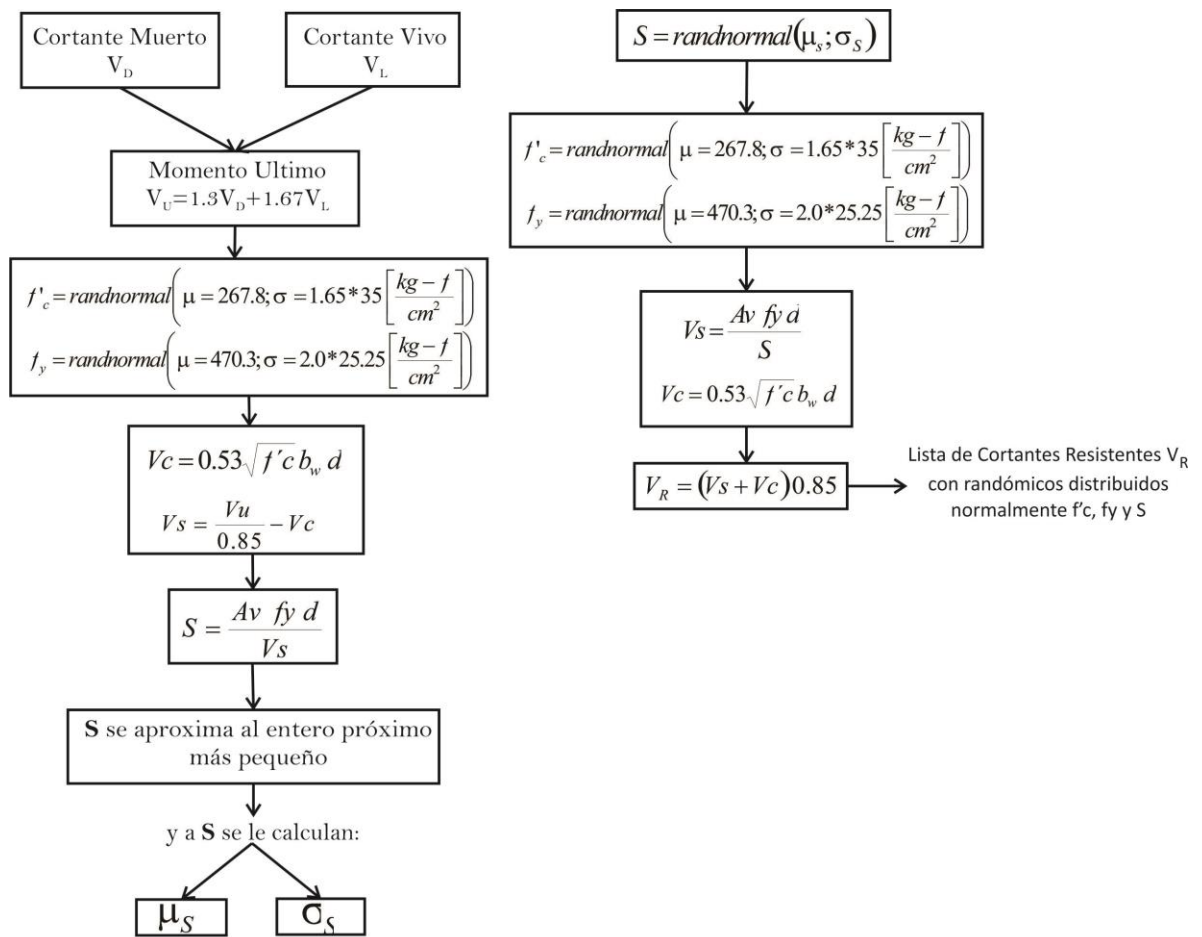 Cortante Muerto
V_D
Cortante Vivo
V_L
Momento Ultimo
V_U=1.3V_D+1.67V_L
f'_c = randnormal( μ = 267.8; σ = 1.65*35 [ kg − f / cm² ] )
f_y = randnormal( μ = 470.3; σ = 2.0*25.25 [ kg − f / cm² ] )
Vc = 0.53 √f´c b_w d
Vs = Vu / 0.85 − Vc
S = Av fy d / Vs
S se aproxima al entero próximo
más pequeño
y a S se le calculan:
μ_S
σ_S
S = randnormal(μ_s; σ_S)
f'_c = randnormal( μ = 267.8; σ = 1.65*35 [ kg − f / cm² ] )
f_y = randnormal( μ = 470.3; σ = 2.0*25.25 [ kg − f / cm² ] )
Vs = Av fy d / S
Vc = 0.53 √f´c b_w d
V_R = (Vs + Vc)0.85
Lista de Cortantes Resistentes V_R
con randómicos distribuidos
normalmente f'c, fy y S